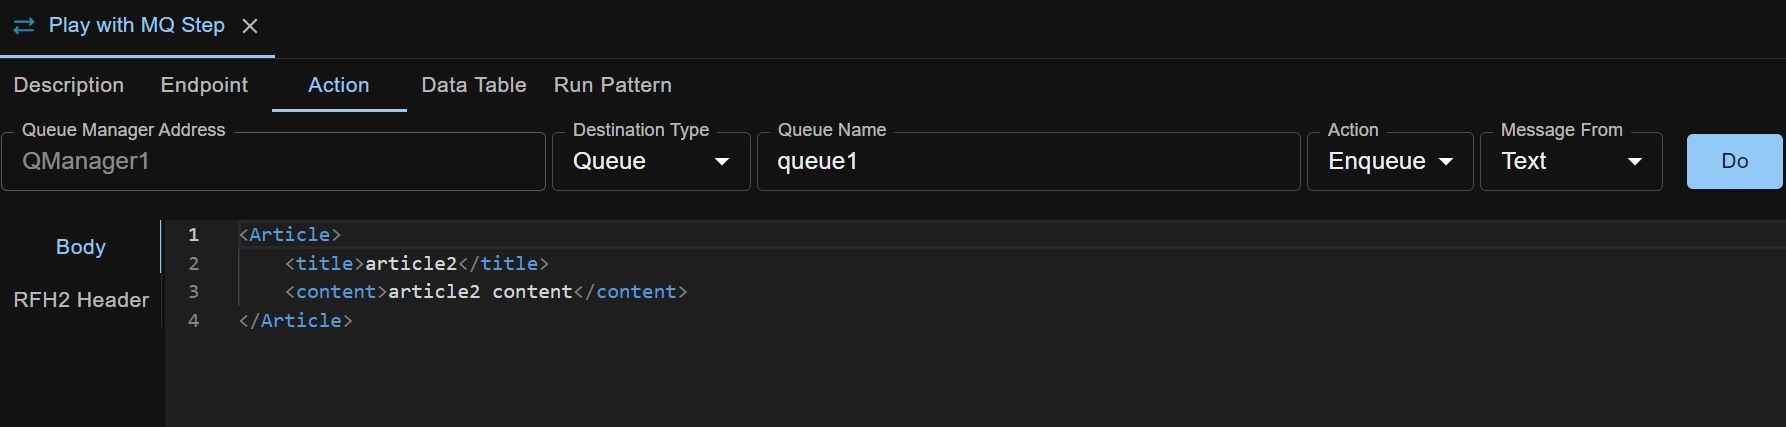 Play with MQ Step
Description Endpoint Action Data Table Run Pattern
Queue Manager Address Destination Type Queue Name Action Message From
QManager1 Queue queue1 Enqueue Text Do
Body
RFH2 Header
1 <Article>
2 <title>article2</title>
3 <content>article2 content</content>
4 </Article>